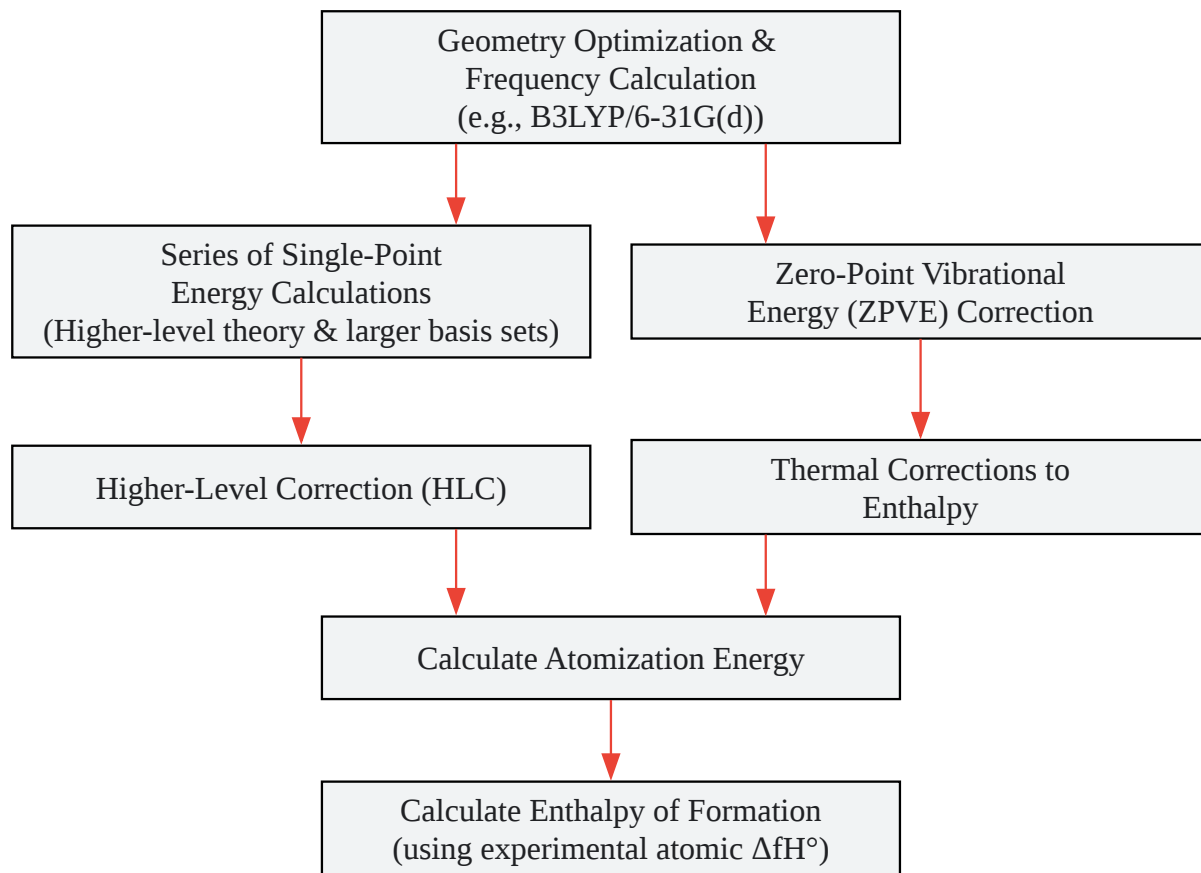 Geometry Optimization &
Frequency Calculation
(e.g., B3LYP/6-31G(d))
Series of Single-Point
Energy Calculations
(Higher-level theory & larger basis sets)
Zero-Point Vibrational
Energy (ZPVE) Correction
Higher-Level Correction (HLC)
Thermal Corrections to
Enthalpy
Calculate Atomization Energy
Calculate Enthalpy of Formation
(using experimental atomic ΔfH°)